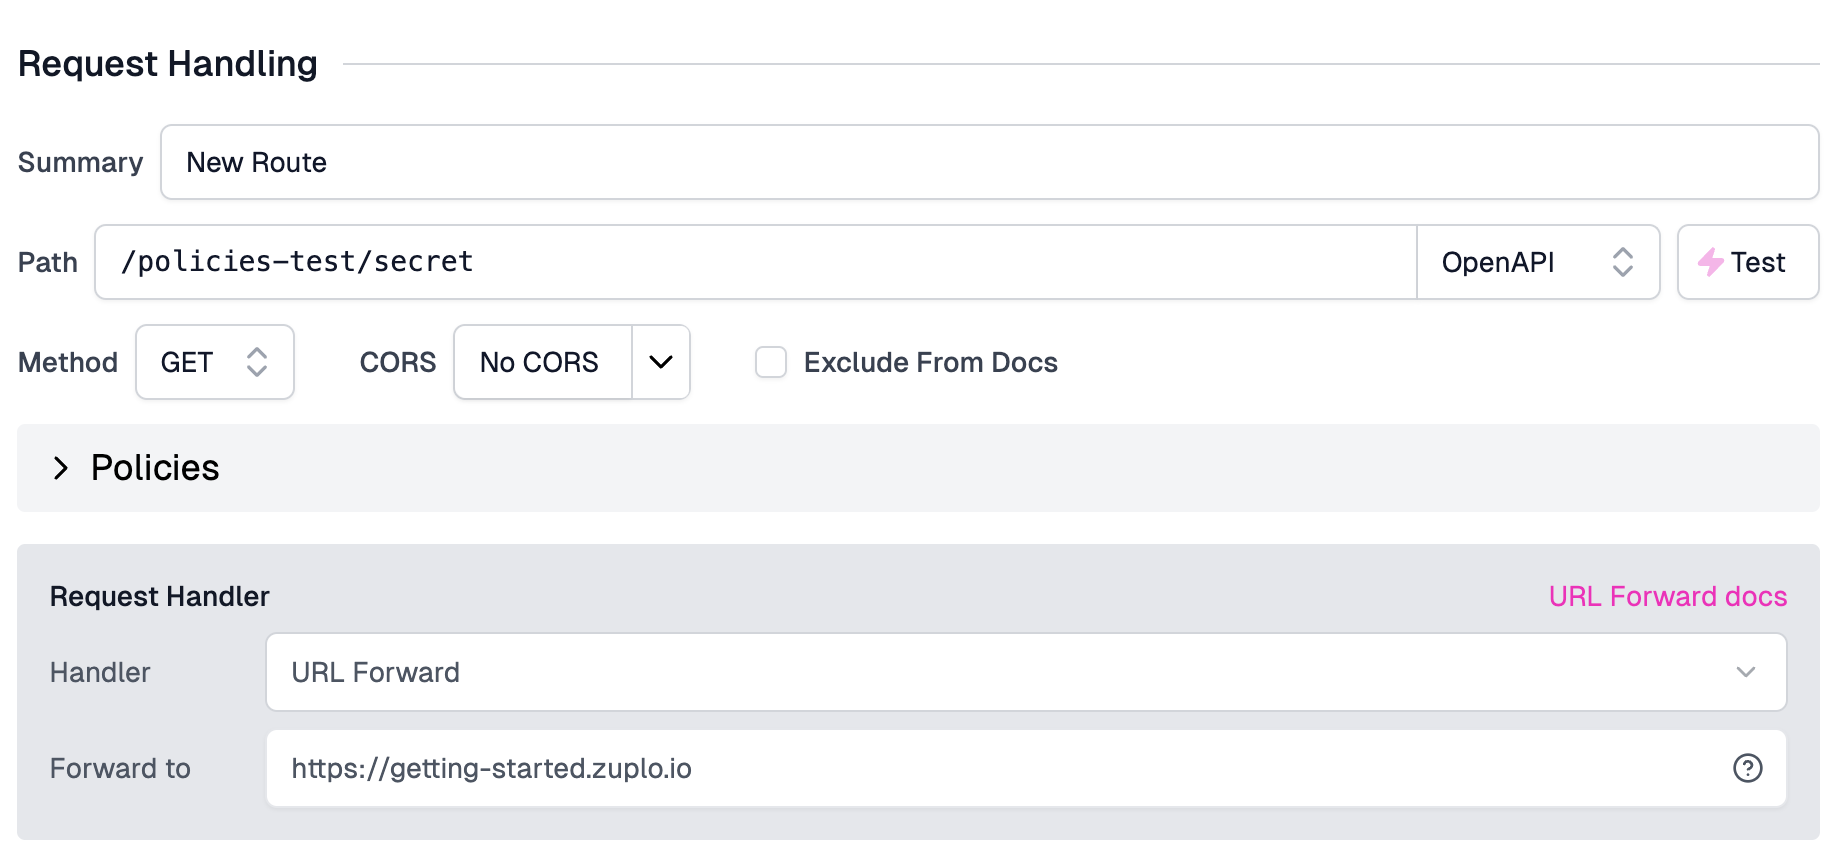 Request Handling
Summary New Route
Path /policies-test/secret OpenAPI Test
Method GET CORS No CORS Exclude From Docs
Policies
Request Handler URL Forward docs
Handler URL Forward
Forward to https://getting-started.zuplo.io